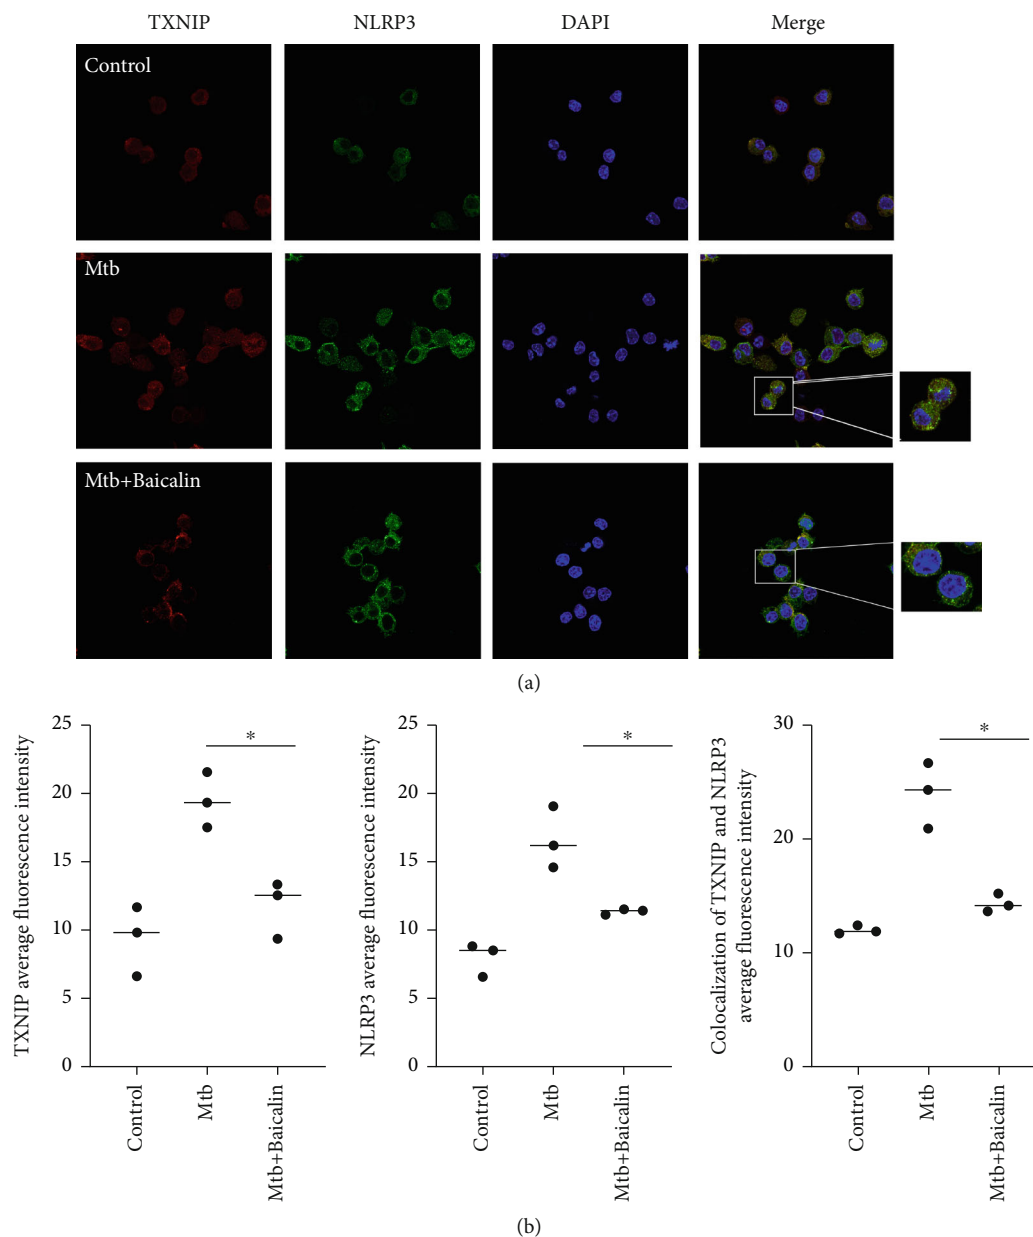 TXNIP NLRP3 DAPI Merge
Control
Mtb
Mtb+Baicalin
(a)
TXNIP average fluorescence intensity
25
20
15
10
5
0
*
Control
Mtb
Mtb+Baicalin
NLRP3 average fluorescence intensity
25
20
15
10
5
0
*
Control
Mtb
Mtb+Baicalin
Colocalization of TXNIP and NLRP3
average fluorescence intensity
30
20
10
0
*
Control
Mtb
Mtb+Baicalin
(b)